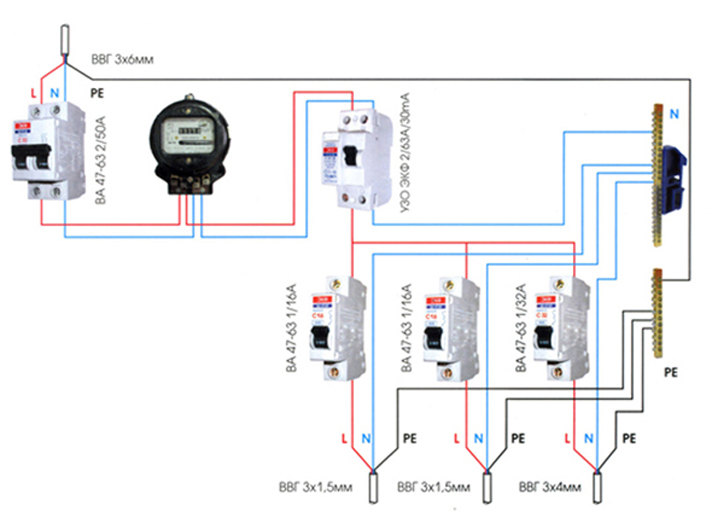 ВВГ 3х6мм
L N PE
ВА 47-63 2/50А
УЗО ЭКФ 2/63А/30mA
N
ВА 47-63 1/16А
ВА 47-63 1/16А
ВА 47-63 1/32А
PE
L N PE
L N PE
L N PE
ВВГ 3х1,5мм
ВВГ 3х1,5мм
ВВГ 3х4мм